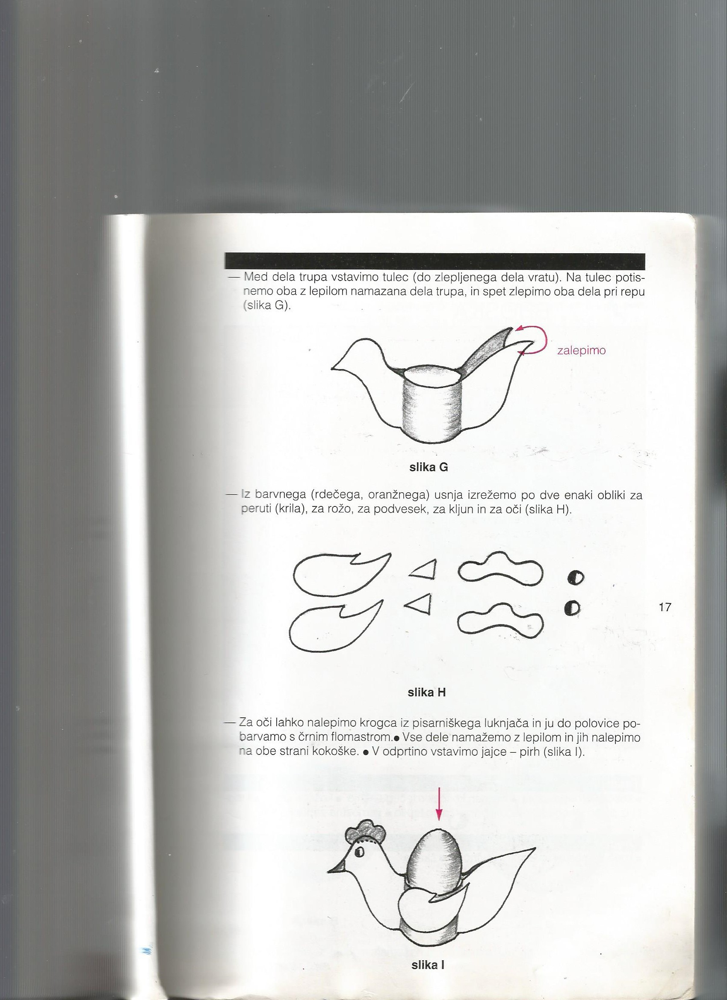 — Med dela trupa vstavimo tulec (do zlepljenega dela vratu). Na tulec potis-
nemo oba z lepilom namazana dela trupa, in spet zlepimo oba dela pri repu
(slika G).
zalepimo
slika G
— Iz barvnega (rdečega, oranžnega) usnja izrežemo po dve enaki obliki za
peruti (krila), za rožo, za podvesek, za kljun in za oči (slika H).
17
slika H
— Za oči lahko nalepimo krogca iz pisarniškega luknjača in ju do polovice po-
barvamo s črnim flomastrom.● Vse dele namažemo z lepilom in jih nalepimo
na obe strani kokoške. ● V odprtino vstavimo jajce – pirh (slika I).
slika I